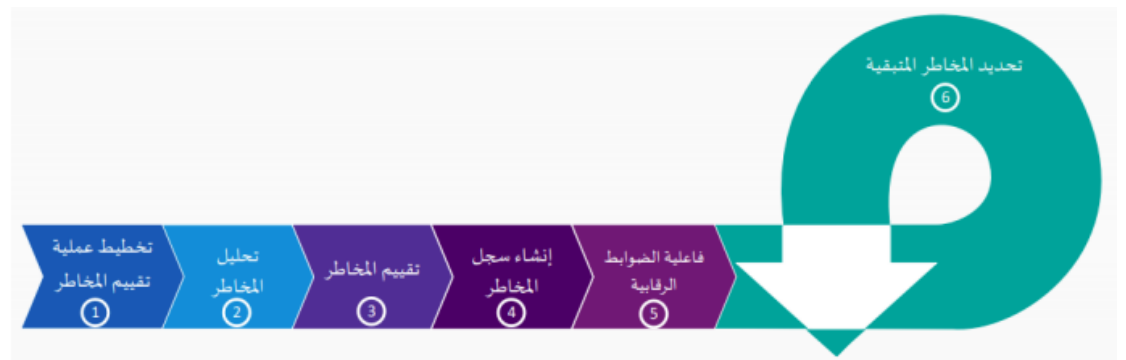 تخطيط عملية
تقييم المخاطر
1
تحليل
المخاطر
2
تقييم المخاطر
3
إنشاء سجل
المخاطر
4
فاعلية الضوابط
الرقابية
5
تحديد المخاطر المتبقية
6